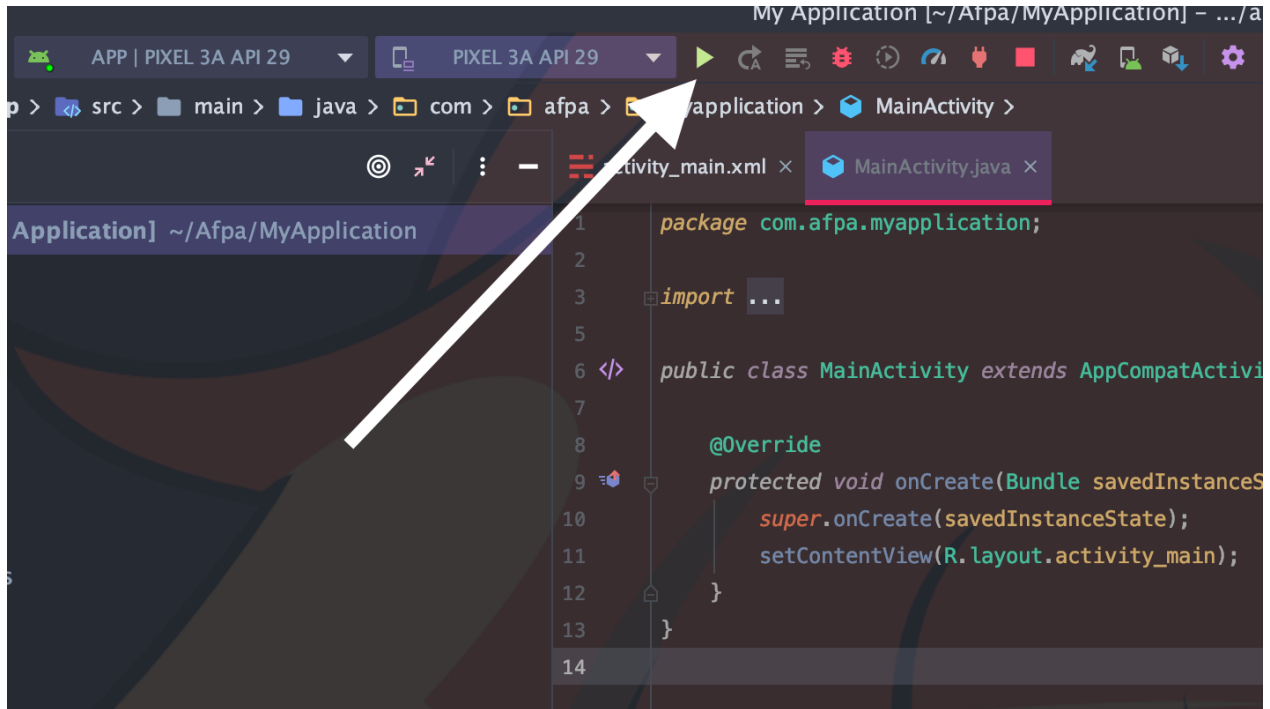 My Application [~/Afpa/MyApplication] – .../a
APP | PIXEL 3A API 29 PIXEL 3A API 29
p > src > main > java > com > afpa > yapplication > MainActivity >
activity_main.xml × MainActivity.java ×
Application] ~/Afpa/MyApplication
1 package com.afpa.myapplication;
2
3 import ...
5
6 public class MainActivity extends AppCompatActivi
7
8 @Override
9 protected void onCreate(Bundle savedInstanceS
10 super.onCreate(savedInstanceState);
11 setContentView(R.layout.activity_main);
s
12 }
13 }
14